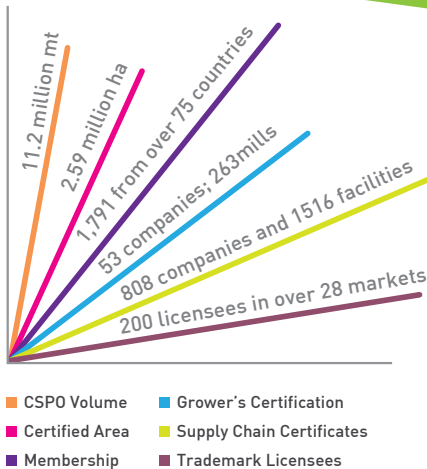 11.2 million mt
2.59 million ha
1,791 from over 75 countries
53 companies; 263mills
808 companies and 1516 facilities
200 licensees in over 28 markets
CSPO Volume
Certified Area
Membership
Grower's Certification
Supply Chain Certificates
Trademark Licensees